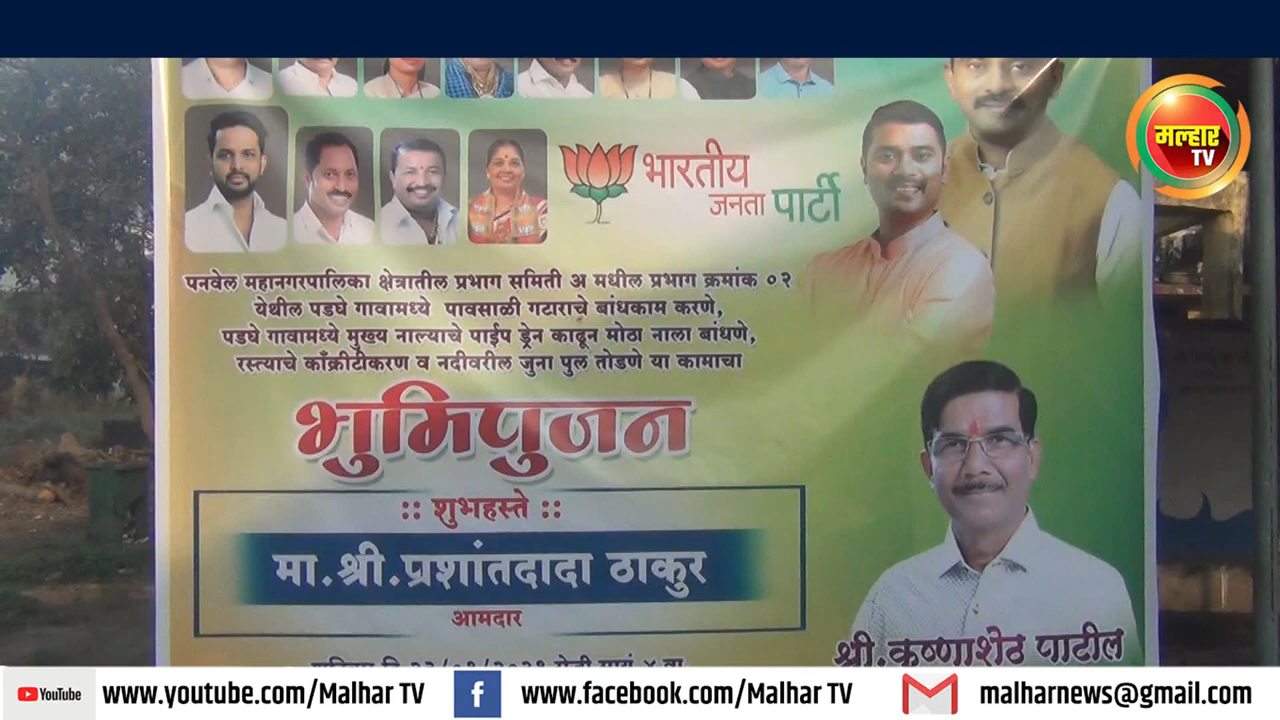 मल्हार
TV
भारतीय
जनता पार्टी
पनवेल महानगरपालिका क्षेत्रातील प्रभाग समिती अ मधील प्रभाग क्रमांक ०२
येथील पडघे गावामध्ये पावसाळी गटाराचे बांधकाम करणे,
पडघे गावामध्ये मुख्य नाल्याचे पाईप ड्रेन काढून मोठा नाला बांधणे,
रस्त्याचे काँक्रीटीकरण व नदीवरील जुना पुल तोडणे या कामाचा
भुमिपुजन
:: शुभहस्ते ::
मा.श्री.प्रशांतदादा ठाकुर
आमदार
श्री.कृष्णाशेठ पाटील
YouTube www.youtube.com/Malhar TV www.facebook.com/Malhar TV malharnews@gmail.com